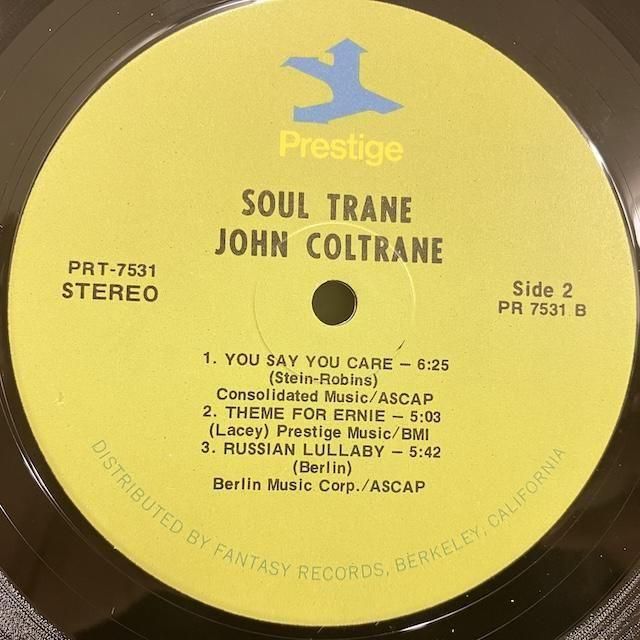 Prestige
SOUL TRANE
JOHN COLTRANE
PRT-7531
STEREO
Side 2
PR 7531 B
1. YOU SAY YOU CARE – 6:25
(Stein-Robins)
Consolidated Music/ASCAP
2. THEME FOR ERNIE – 5:03
(Lacey) Prestige Music/BMI
3. RUSSIAN LULLABY – 5:42
(Berlin)
Berlin Music Corp./ASCAP
DISTRIBUTED BY FANTASY RECORDS, BERKELEY, CALIFORNIA